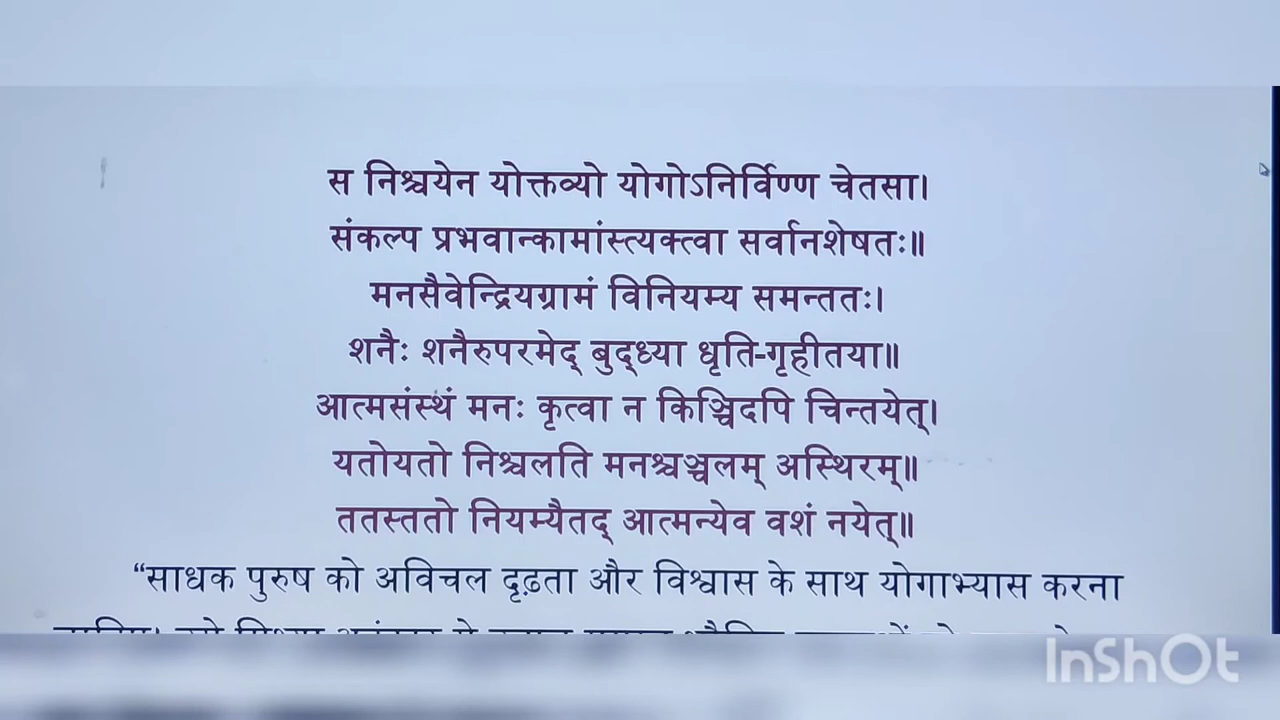 स निश्चयेन योक्तव्यो योगोऽनिर्विण्ण चेतसा।
संकल्प प्रभवान्कामांस्त्यक्त्वा सर्वानशेषतः॥
मनसैवेन्द्रियग्रामं विनियम्य समन्ततः।
शनैः शनैरुपरमेद् बुद्ध्या धृति-गृहीतया॥
आत्मसंस्थं मनः कृत्वा न किञ्चिदपि चिन्तयेत्।
यतोयतो निश्चलति मनश्चञ्चलम् अस्थिरम्॥
ततस्ततो नियम्यैतद् आत्मन्येव वशं नयेत्॥
“साधक पुरुष को अविचल दृढ़ता और विश्वास के साथ योगाभ्यास करना
InShOt